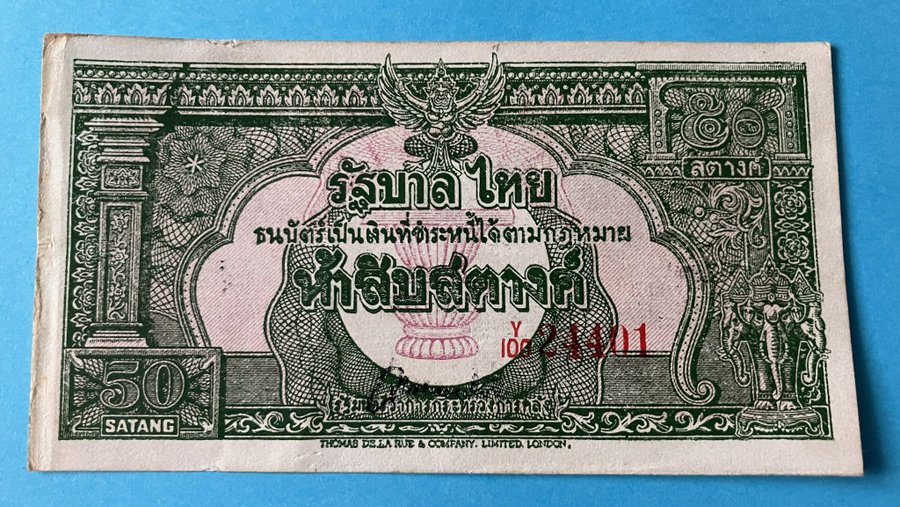 ๕๐
สตางค์
รัฐบาลไทย
ธนบัตร์เป็นเงินที่ชำระหนี้ได้ตามกฎหมาย
ห้าสิบสตางค์
Y
100 24401
50
SATANG
THOMAS DE LA RUE & COMPANY. LIMITED. LONDON.